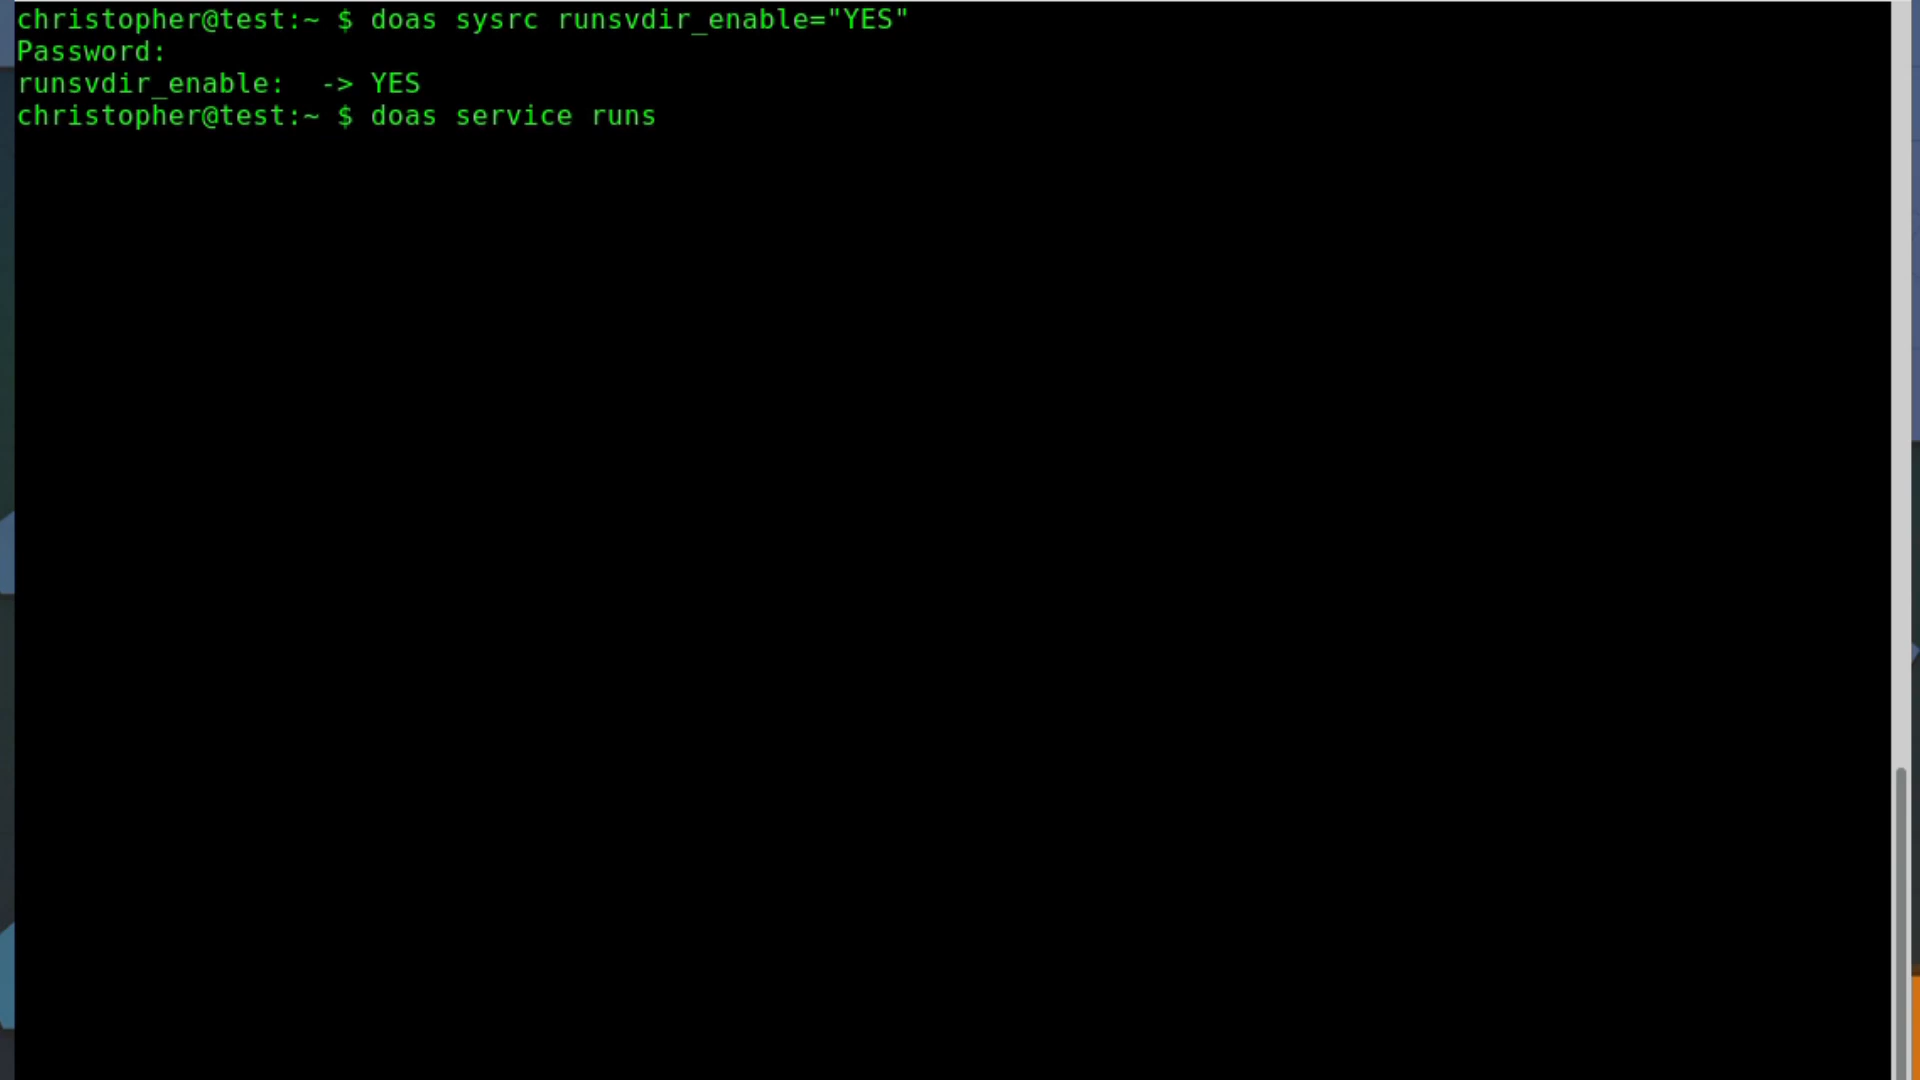 christopher@test:~ $ doas sysrc runsvdir_enable="YES"
Password:
runsvdir_enable:  -> YES
christopher@test:~ $ doas service runs